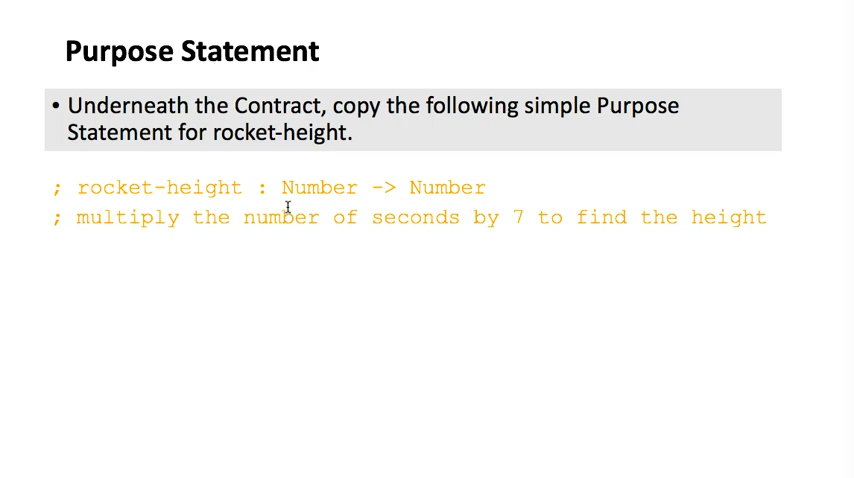 Purpose Statement
• Underneath the Contract, copy the following simple Purpose
Statement for rocket-height.
; rocket-height : Number -> Number
; multiply the number of seconds by 7 to find the height